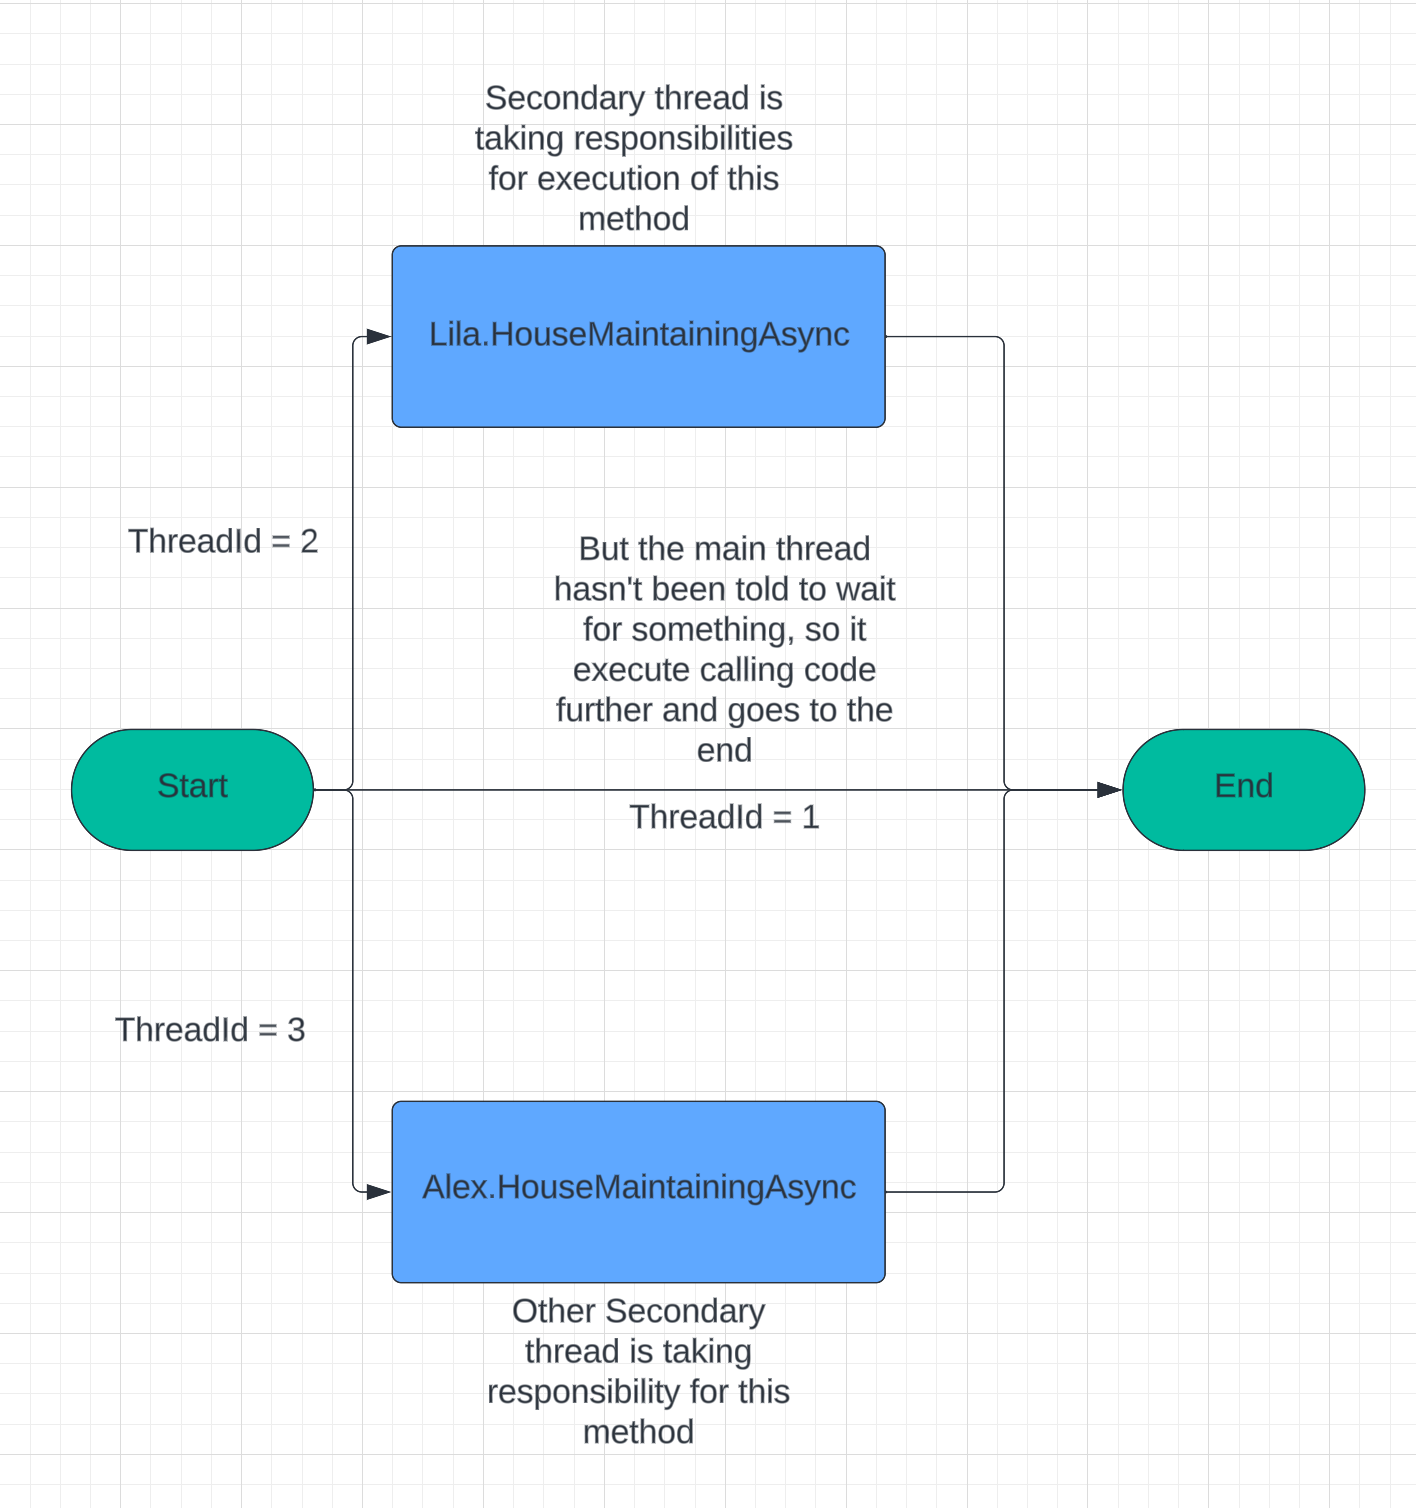 Secondary thread is
taking responsibilities
for execution of this
method
Lila.HouseMaintainingAsync
ThreadId = 2
But the main thread
hasn't been told to wait
for something, so it
execute calling code
further and goes to the
end
Start
End
ThreadId = 1
ThreadId = 3
Alex.HouseMaintainingAsync
Other Secondary
thread is taking
responsibility for this
method